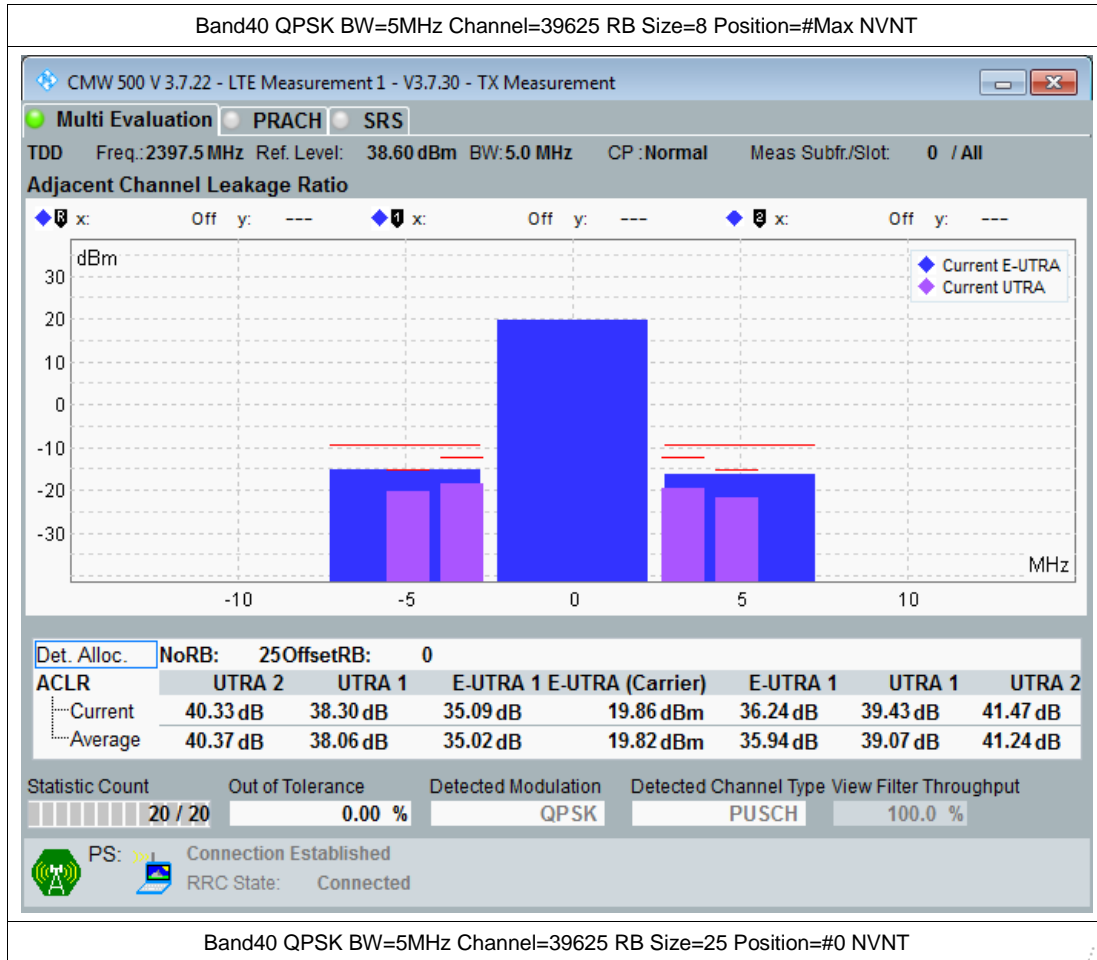 Band40 QPSK BW=5MHz Channel=39625 RB Size=8 Position=#Max NVNT
CMW 500 V 3.7.22 - LTE Measurement 1 - V3.7.30 - TX Measurement
Multi Evaluation PRACH SRS
TDD Freq.:2397.5 MHz Ref. Level: 38.60 dBm BW:5.0 MHz CP :Normal Meas Subfr./Slot: 0 / All
Adjacent Channel Leakage Ratio
R x: Off y: --- 1 x: Off y: --- 2 x: Off y: ---
dBm
Current E-UTRA
Current UTRA
30
20
10
0
-10
-20
-30
MHz
-10 -5 0 5 10
Det. Alloc. NoRB: 25 OffsetRB: 0
ACLR UTRA 2 UTRA 1 E-UTRA 1 E-UTRA (Carrier) E-UTRA 1 UTRA 1 UTRA 2
Current 40.33 dB 38.30 dB 35.09 dB 19.86 dBm 36.24 dB 39.43 dB 41.47 dB
Average 40.37 dB 38.06 dB 35.02 dB 19.82 dBm 35.94 dB 39.07 dB 41.24 dB
Statistic Count Out of Tolerance Detected Modulation Detected Channel Type View Filter Throughput
20 / 20 0.00 % QPSK PUSCH 100.0 %
PS: Connection Established
RRC State: Connected
Band40 QPSK BW=5MHz Channel=39625 RB Size=25 Position=#0 NVNT